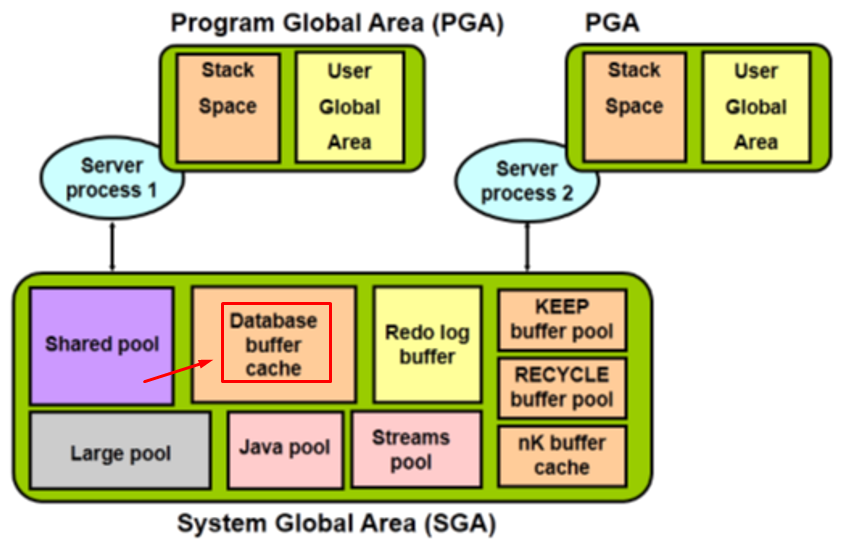 Program Global Area (PGA)
PGA
Stack
Space
User
Global
Area
Stack
Space
User
Global
Area
Server
process 1
Server
process 2
Shared pool
Database
buffer
cache
Redo log
buffer
KEEP
buffer pool
RECYCLE
buffer pool
nK buffer
cache
Large pool
Java pool
Streams
pool
System Global Area (SGA)